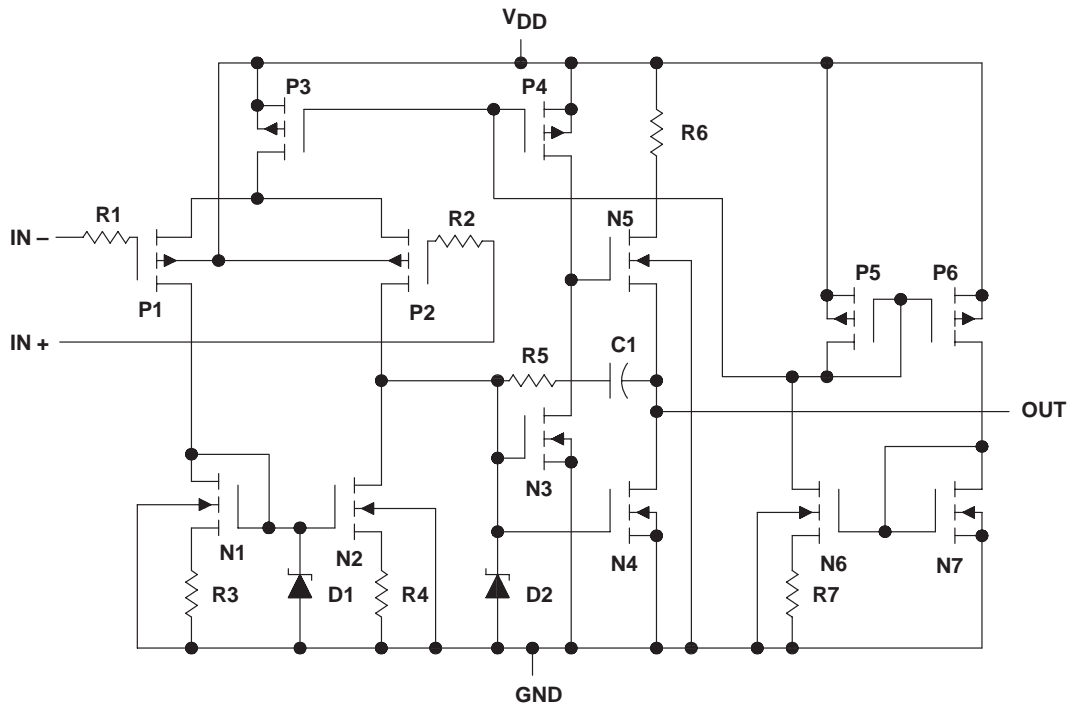 VDD
P3
P4
R6
R1
R2
N5
IN –
P5
P6
P1
P2
IN +
R5
C1
OUT
N3
N1
N2
N4
N6
N7
R3
D1
R4
D2
R7
GND